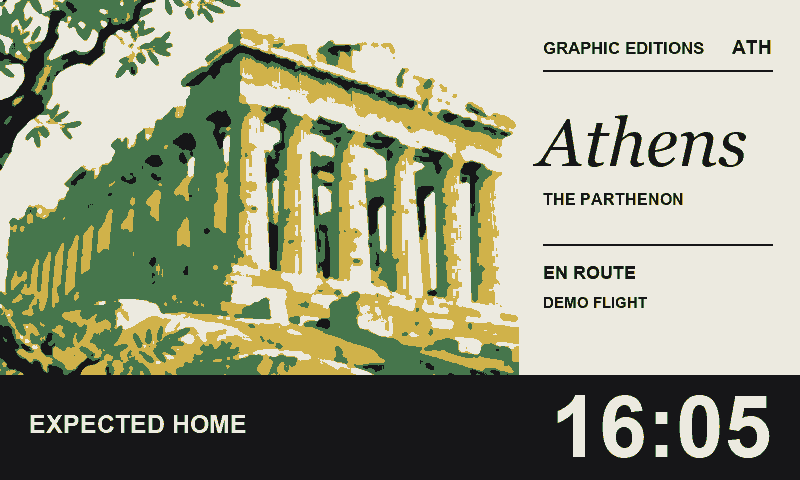 GRAPHIC EDITIONS ATH
Athens
THE PARTHENON
EN ROUTE
DEMO FLIGHT
EXPECTED HOME 16:05